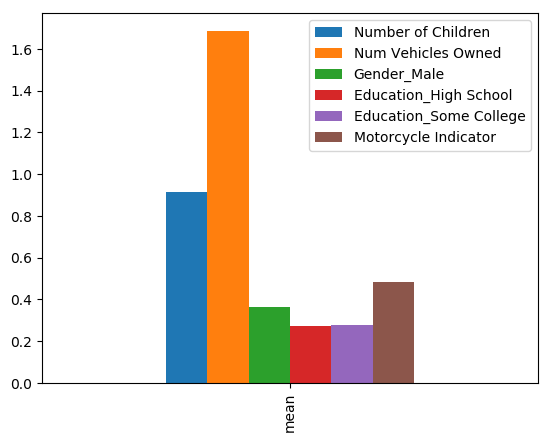 Number of Children
Num Vehicles Owned
Gender_Male
Education_High School
Education_Some College
Motorcycle Indicator
1.6
1.4
1.2
1.0
0.8
0.6
0.4
0.2
0.0
mean